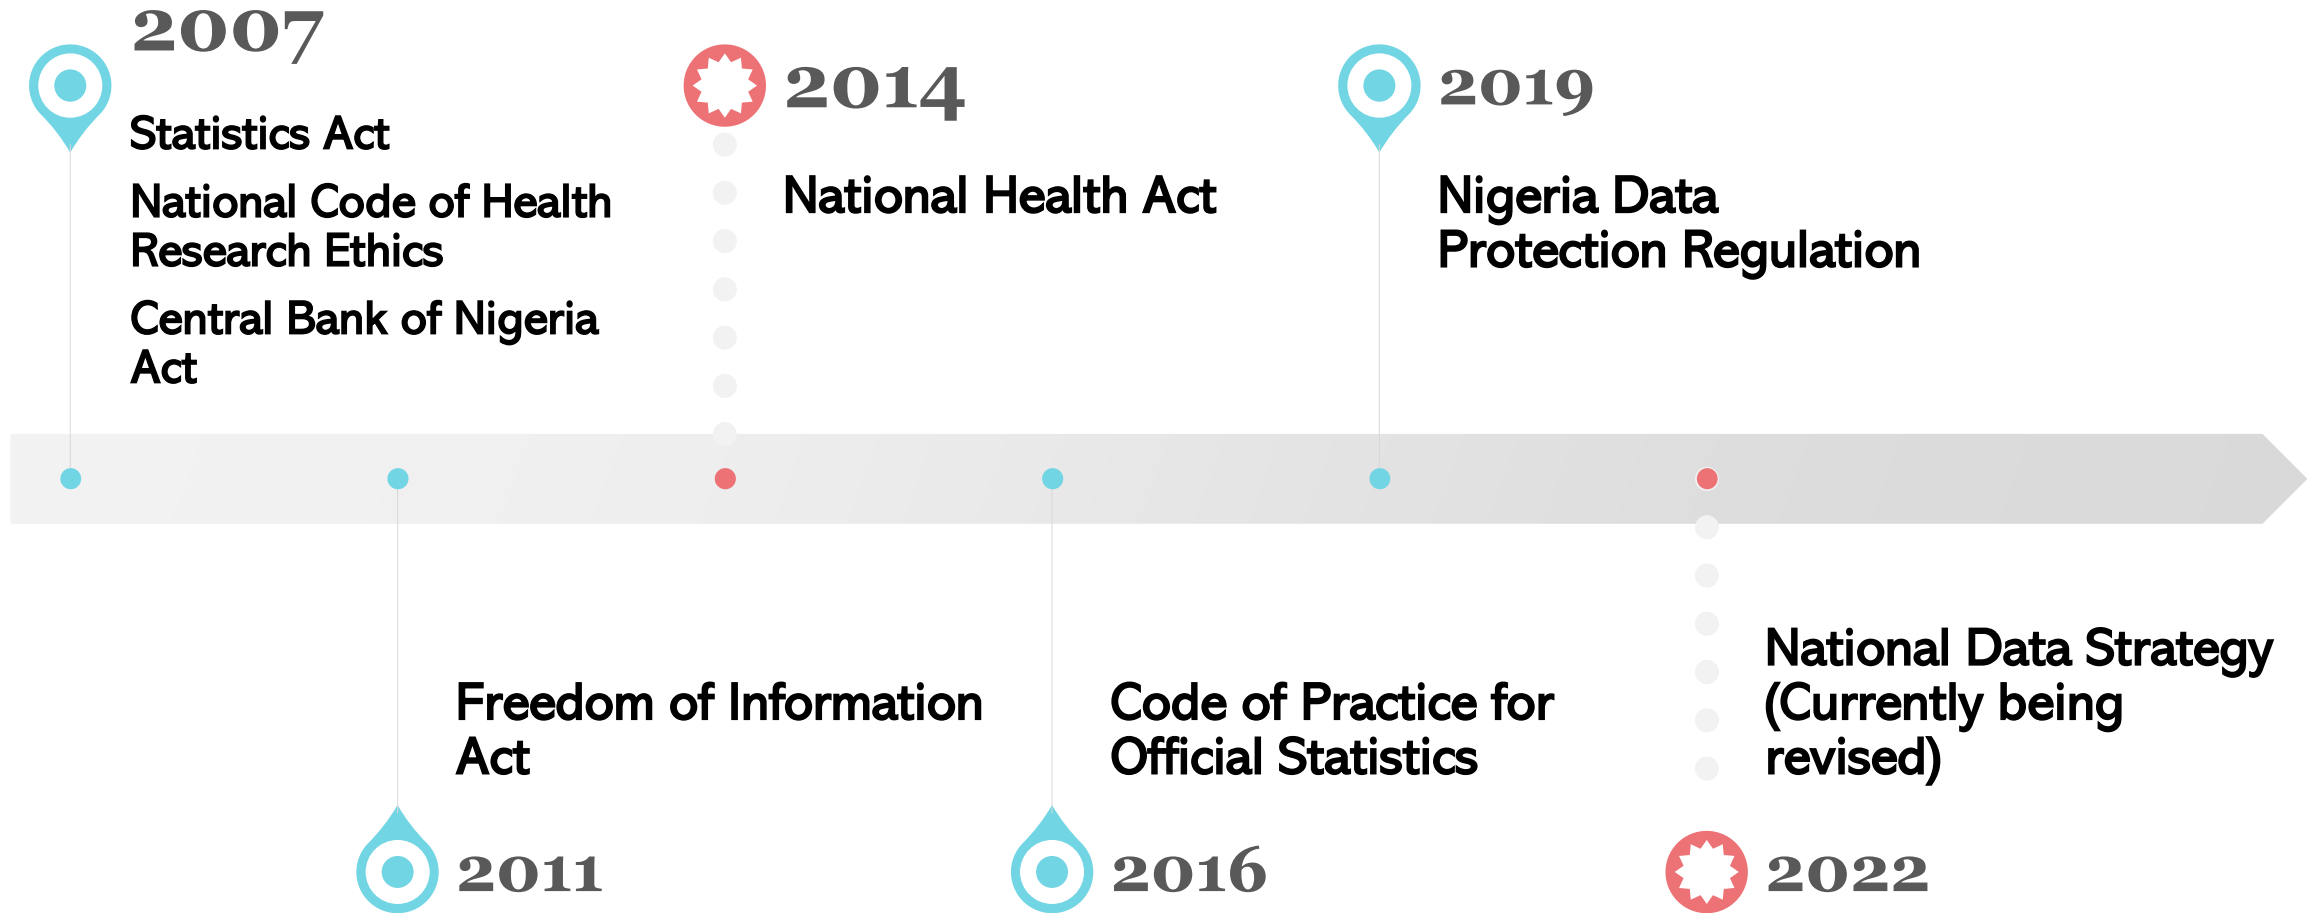 2007
Statistics Act
National Code of Health
Research Ethics
Central Bank of Nigeria
Act
2014
National Health Act
2019
Nigeria Data
Protection Regulation
Freedom of Information
Act
2011
Code of Practice for
Official Statistics
2016
National Data Strategy
(Currently being
revised)
2022